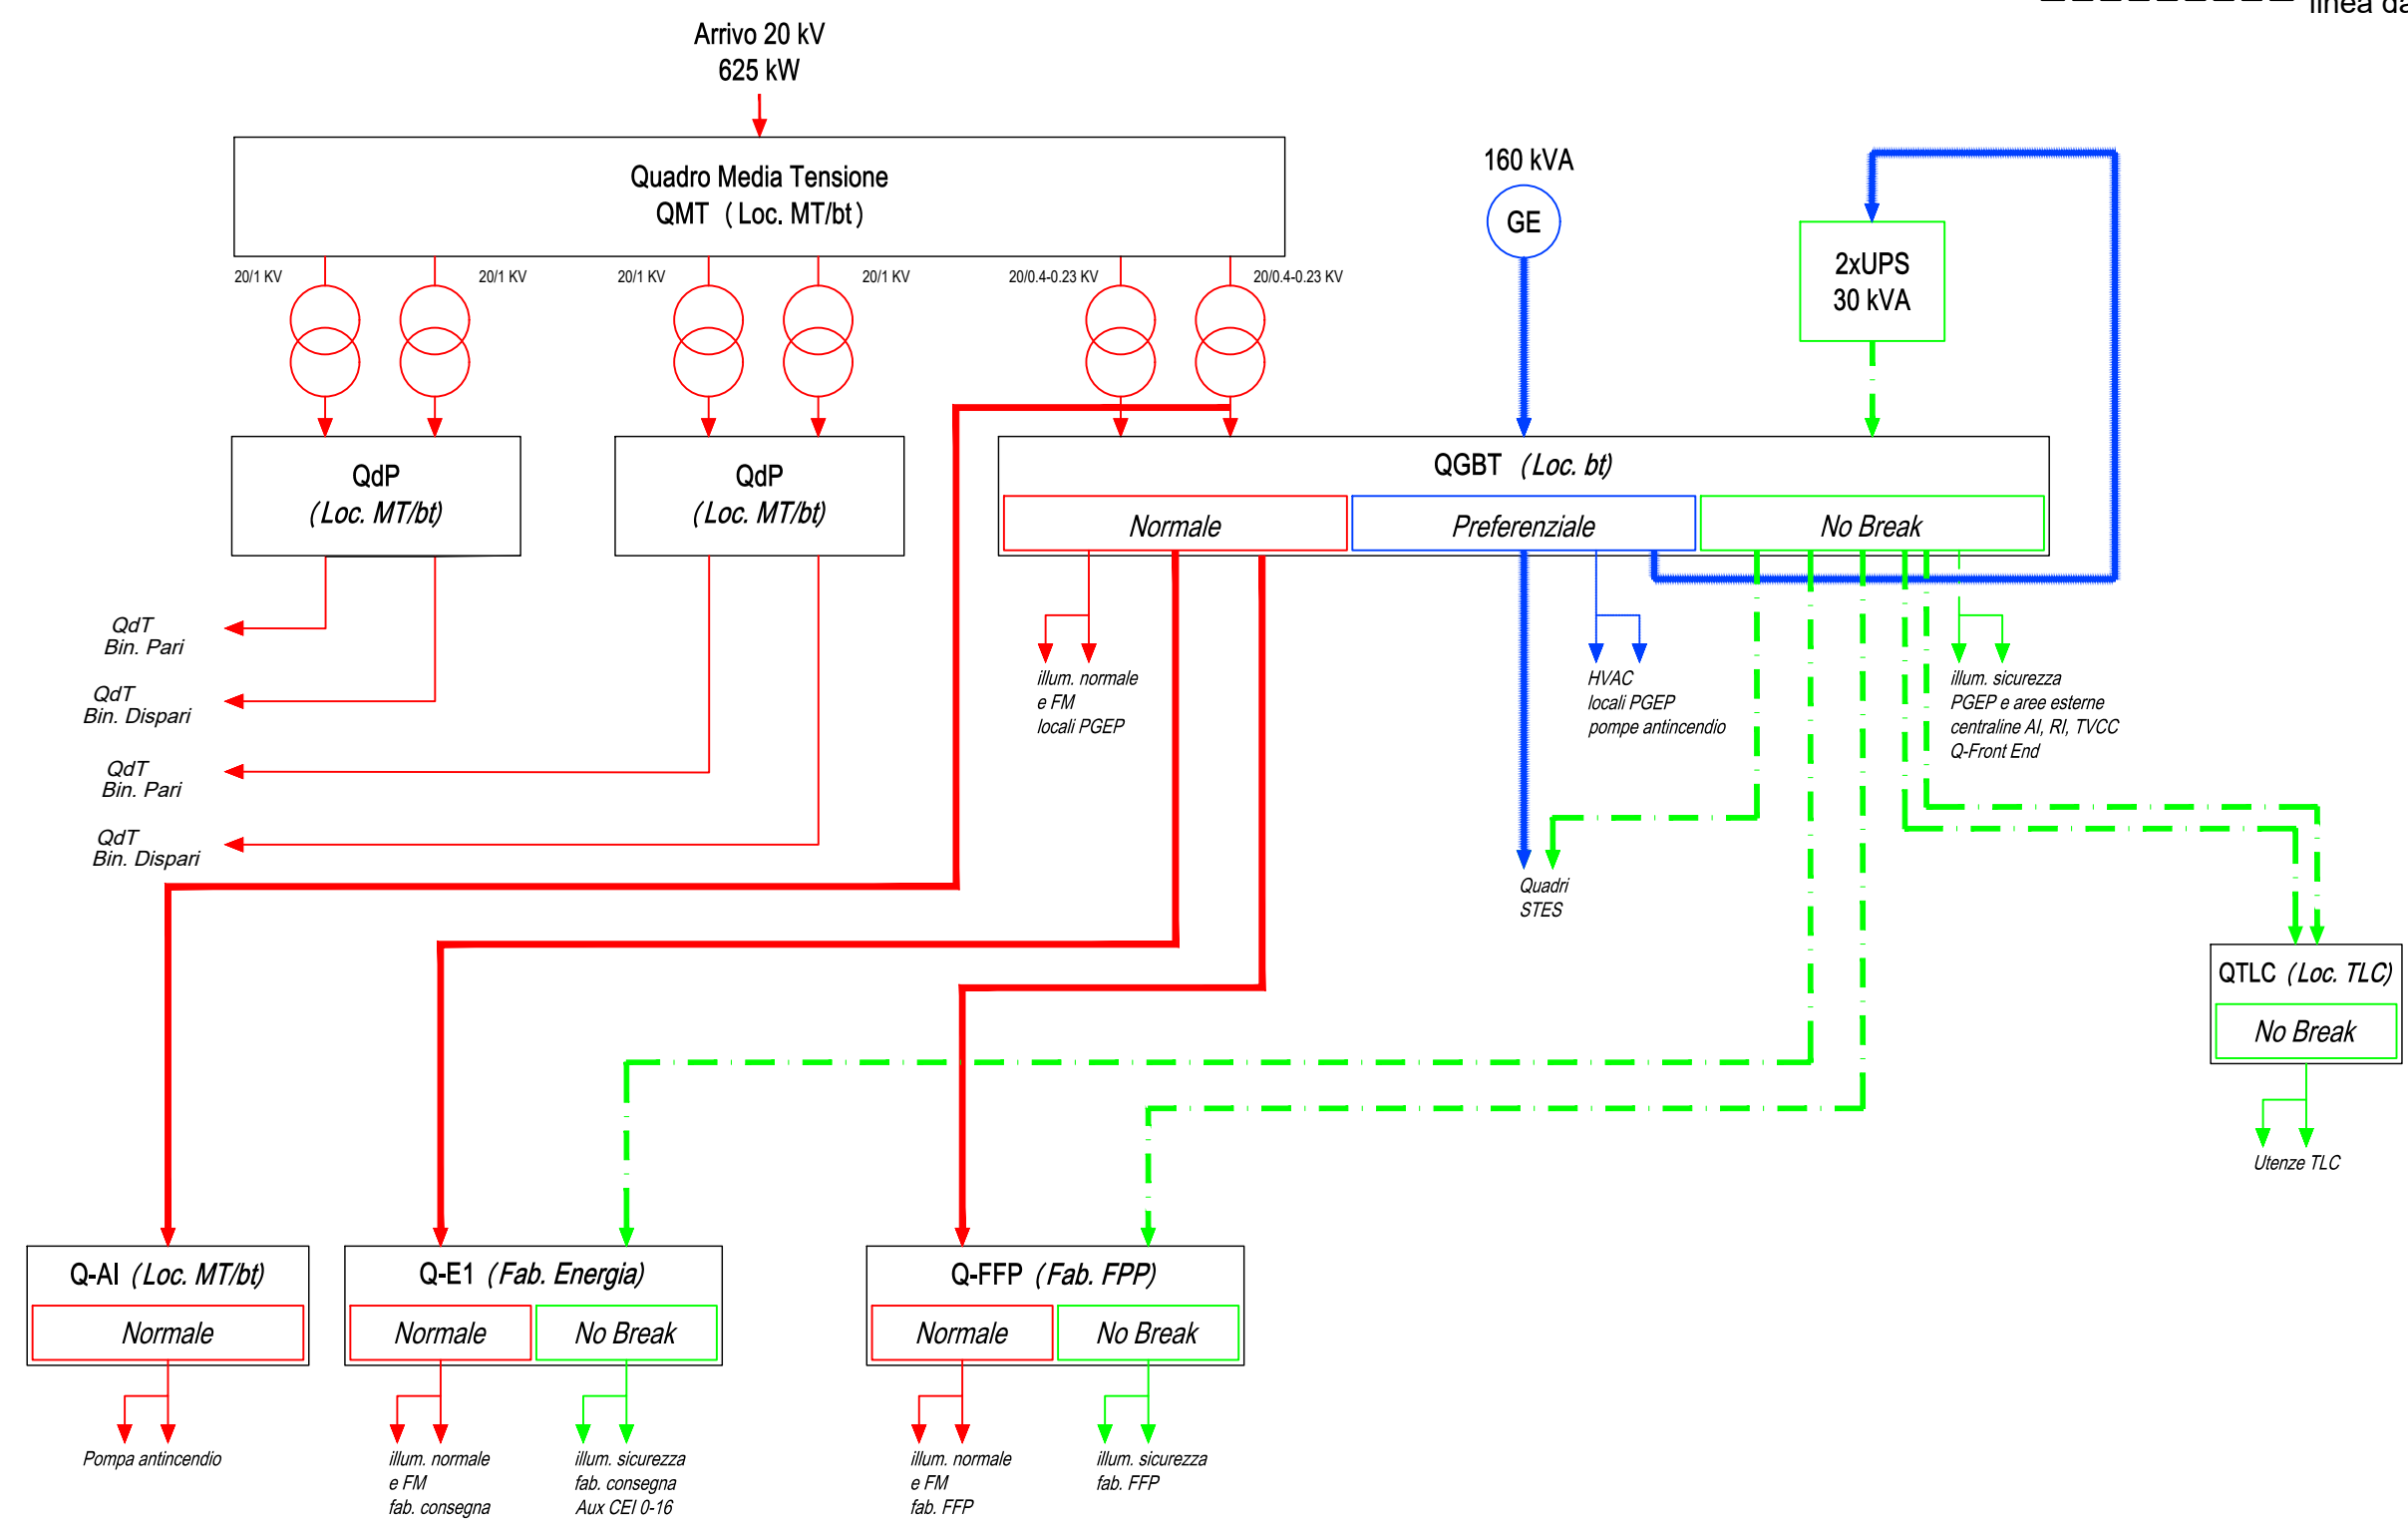 linea da
Arrivo 20 kV
625 kW
Quadro Media Tensione
QMT (Loc. MT/bt)
160 kVA
GE
2xUPS
30 kVA
20/1 KV
20/1 KV
20/1 KV
20/1 KV
20/0.4-0.23 KV
20/0.4-0.23 KV
QdP
(Loc. MT/bt)
QdP
(Loc. MT/bt)
QGBT (Loc. bt)
Normale
Preferenziale
No Break
QdT
Bin. Pari
QdT
Bin. Dispari
QdT
Bin. Pari
QdT
Bin. Dispari
illum. normale
e FM
locali PGEP
HVAC
locali PGEP
pompe antincendio
illum. sicurezza
PGEP e aree esterne
centraline AI, RI, TVCC
Q-Front End
Quadri
STES
QTLC (Loc. TLC)
No Break
Utenze TLC
Q-AI (Loc. MT/bt)
Normale
Pompa antincendio
Q-E1 (Fab. Energia)
Normale
No Break
illum. normale
e FM
fab. consegna
illum. sicurezza
fab. consegna
Aux CEI 0-16
Q-FFP (Fab. FPP)
Normale
No Break
illum. normale
e FM
fab. FFP
illum. sicurezza
fab. FFP